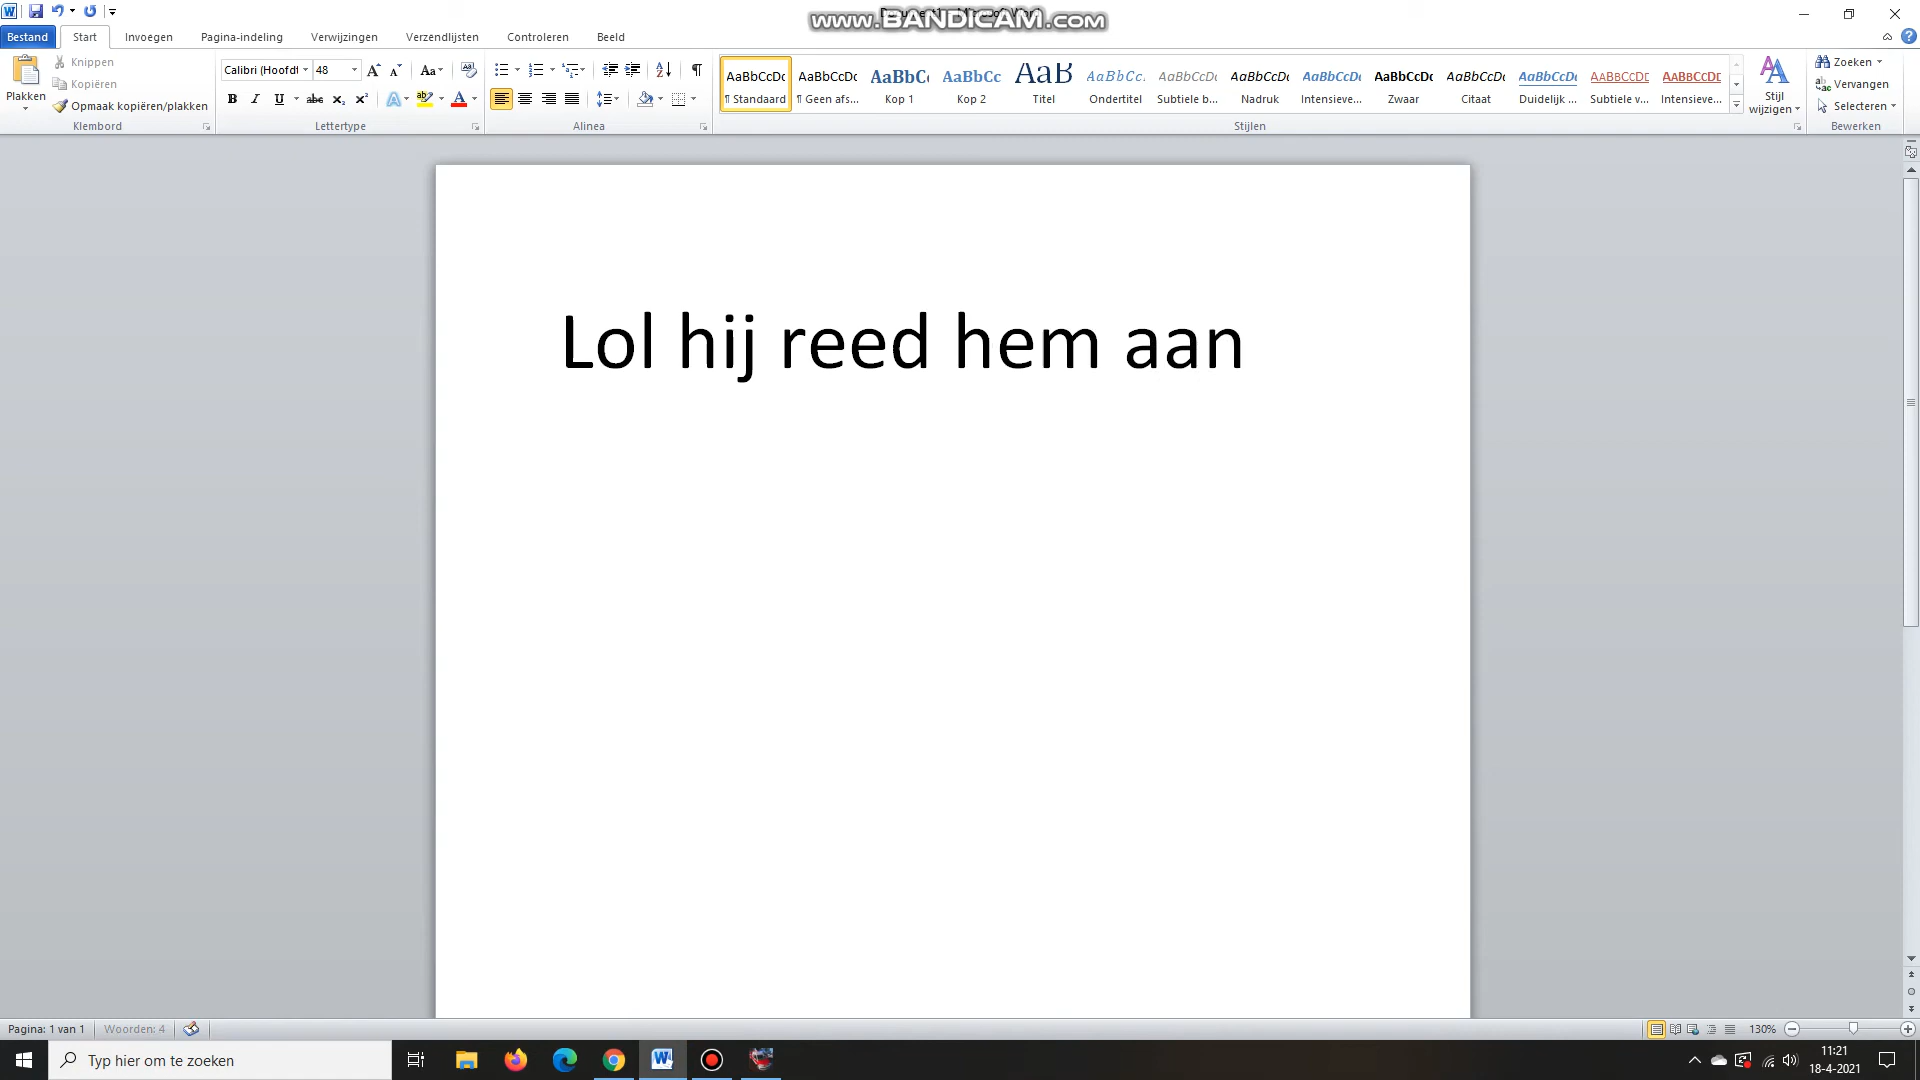 www.BANDICAM.com
Bestand Start Invoegen Pagina-indeling Verwijzingen Verzendlijsten Controleren Beeld
Plakken
Knippen
Kopiëren
Opmaak kopiëren/plakken
Klembord
Calibri (Hoofdt 48
Lettertype
Alinea
AaBbCcDc AaBbCcDc AaBbC AaBbCc AaB AaBbCc. AaBbCcDc AaBbCcDc AaBbCcDc AaBbCcDc AaBbCcDc AaBbCcDc AABBCCDE AABBCCDE
¶ Standaard ¶ Geen afs... Kop 1 Kop 2 Titel Ondertitel Subtiele b... Nadruk Intensieve... Zwaar Citaat Duidelijk ... Subtiele v... Intensieve...
Stijlen
Stijl
wijzigen
Zoeken
Vervangen
Selecteren
Bewerken
Lol hij reed hem aan
Pagina: 1 van 1 Woorden: 4 130%
Typ hier om te zoeken
11:21
18-4-2021